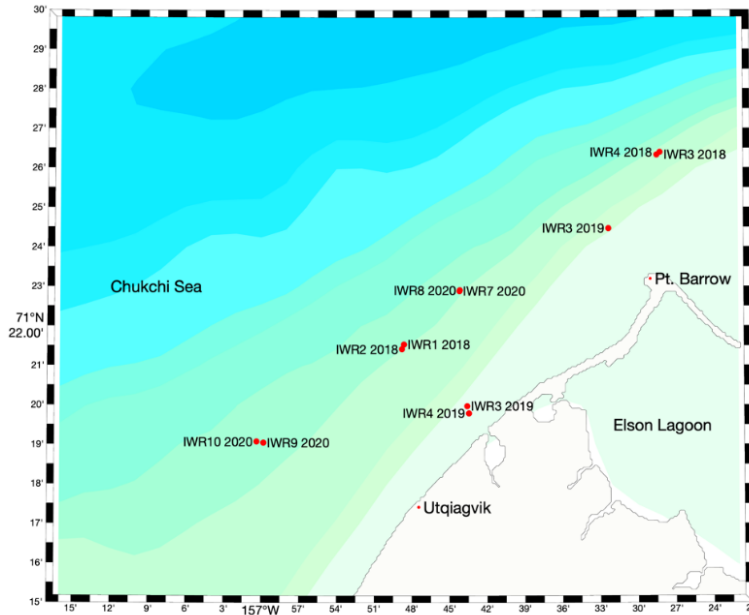 30'
29'
28'
27'
IWR4 2018 IWR3 2018
26'
25'
IWR3 2019
24'
Pt. Barrow
23'
Chukchi Sea
IWR8 2020 IWR7 2020
71°N
22.00'
IWR1 2018
IWR2 2018
21'
20'
IWR3 2019
IWR4 2019
Elson Lagoon
19'
IWR10 2020 IWR9 2020
18'
Utqiagvik
17'
16'
15'
15' 12' 9' 6' 3' 157°W 57' 54' 51' 48' 45' 42' 39' 36' 33' 30' 27' 24'